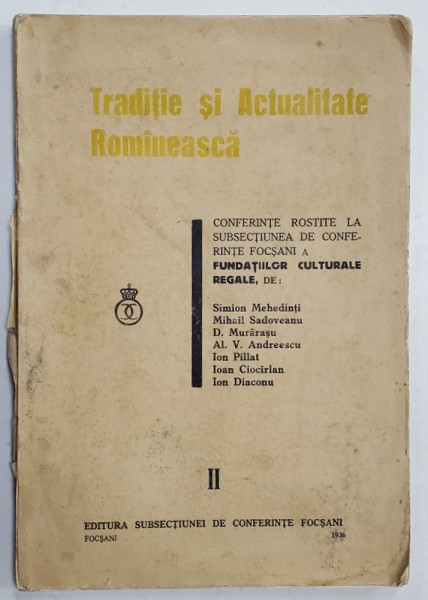 Tradiție și Actualitate
Romînească
CONFERINȚE ROSTITE LA
SUBSECȚIUNEA DE CONFE-
RINȚE FOCȘANI A
FUNDAȚIILOR CULTURALE
REGALE, DE:
Simion Mehedinți
Mihail Sadoveanu
D. Murărașu
Al. V. Andreescu
Ion Pillat
Ioan Ciocîrlan
Ion Diaconu
II
EDITURA SUBSECȚIUNEI DE CONFERINȚE FOCȘANI
FOCȘANI 1936